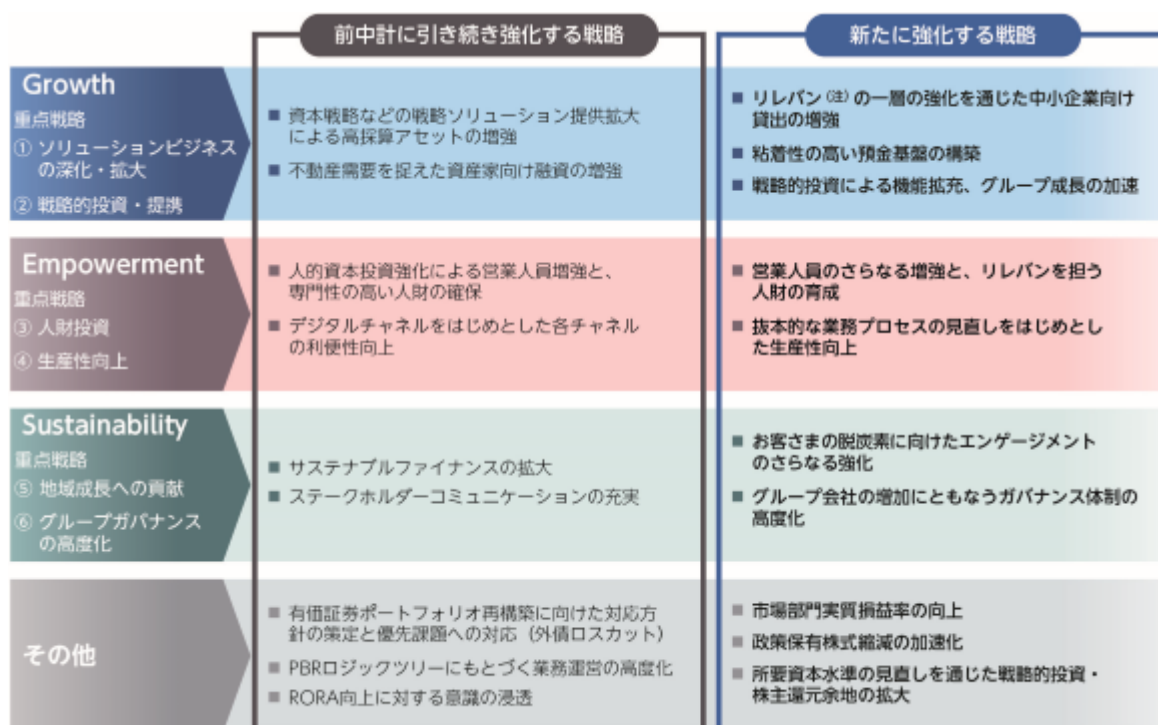 前中計に引き続き強化する戦略
新たに強化する戦略
Growth
重点戦略
① ソリューションビジネス
の深化・拡大
② 戦略的投資・提携
■ 資本戦略などの戦略ソリューション提供拡大
による高採算アセットの増強
■ 不動産需要を捉えた資産家向け融資の増強
■ リレバン(注)の一層の強化を通じた中小企業向け
貸出の増強
■ 粘着性の高い預金基盤の構築
■ 戦略的投資による機能拡充、グループ成長の加速
Empowerment
重点戦略
③ 人財投資
④ 生産性向上
■ 人的資本投資強化による営業人員増強と、
専門性の高い人財の確保
■ デジタルチャネルをはじめとした各チャネル
の利便性向上
■ 営業人員のさらなる増強と、リレバンを担う
人財の育成
■ 抜本的な業務プロセスの見直しをはじめとし
た生産性向上
Sustainability
重点戦略
⑤ 地域成長への貢献
⑥ グループガバナンス
の高度化
■ サステナブルファイナンスの拡大
■ ステークホルダーコミュニケーションの充実
■ お客さまの脱炭素に向けたエンゲージメント
のさらなる強化
■ グループ会社の増加にともなうガバナンス体制の
高度化
その他
■ 有価証券ポートフォリオ再構築に向けた対応方
針の策定と優先課題への対応（外債ロスカット）
■ PBRロジックツリーにもとづく業務運営の高度化
■ RORA向上に対する意識の浸透
■ 市場部門実質損益率の向上
■ 政策保有株式縮減の加速化
■ 所要資本水準の見直しを通じた戦略的投資・
株主還元余地の拡大